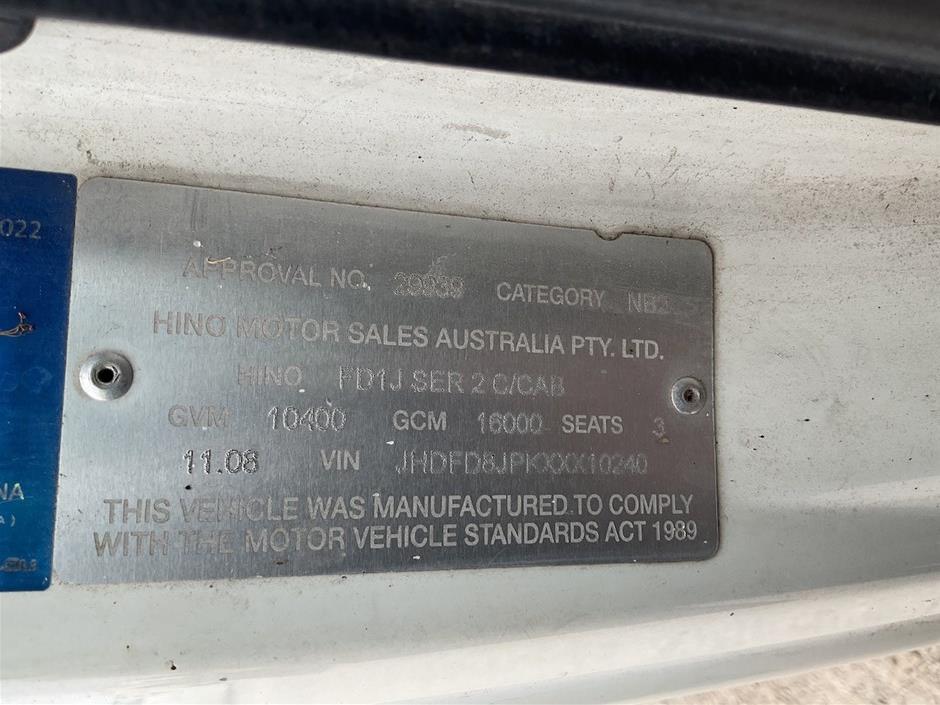 022
APPROVAL NO. 29939 CATEGORY NB2
HINO MOTOR SALES AUSTRALIA PTY. LTD.
HINO FD1J SER 2 C/CAB
GVM 10400 GCM 16000 SEATS 3
11.08 VIN JHDFD8JPKXXX10240
THIS VEHICLE WAS MANUFACTURED TO COMPLY
WITH THE MOTOR VEHICLE STANDARDS ACT 1989
NA